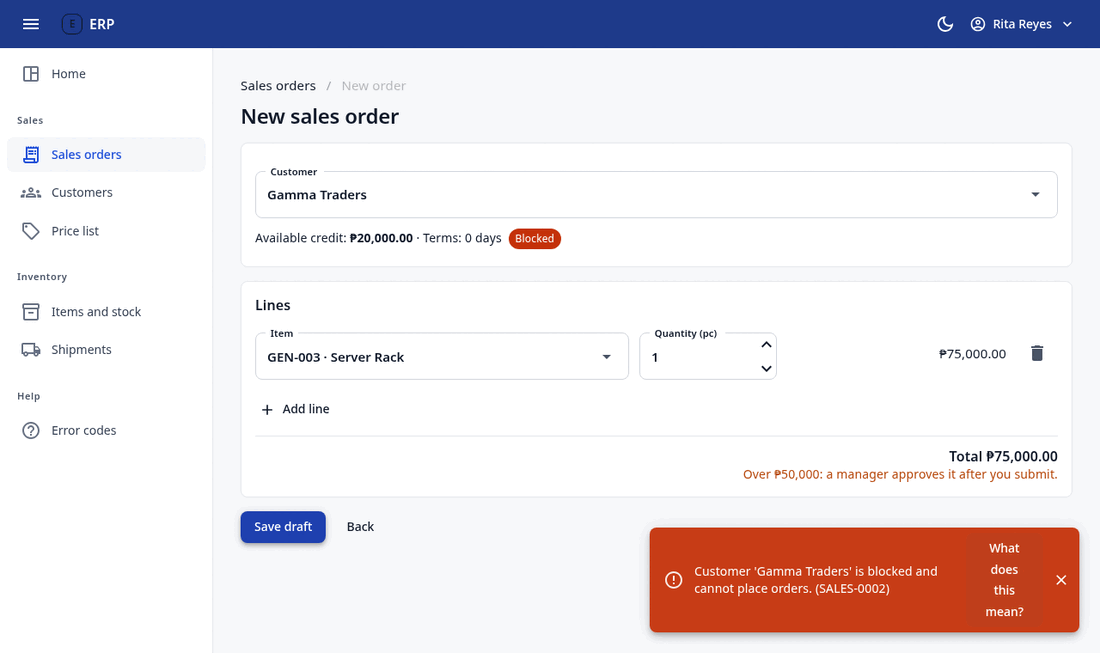 E ERP
Rita Reyes
Home
Sales
Sales orders
Customers
Price list
Inventory
Items and stock
Shipments
Help
Error codes
Sales orders / New order
New sales order
Customer
Gamma Traders
Available credit: ₱20,000.00 · Terms: 0 days Blocked
Lines
Item
GEN-003 · Server Rack
Quantity (pc)
1
₱75,000.00
Add line
Total ₱75,000.00
Over ₱50,000: a manager approves it after you submit.
Save draft
Back
Customer 'Gamma Traders' is blocked and
cannot place orders. (SALES-0002)
What
does
this
mean?